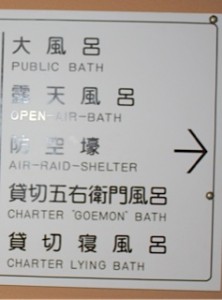 大風呂
PUBLIC BATH
露天風呂
OPEN-AIR-BATH
防空壕
AIR-RAID-SHELTER
貸切五右衛門風呂
CHARTER "GOEMON" BATH
貸切寝風呂
CHARTER LYING BATH